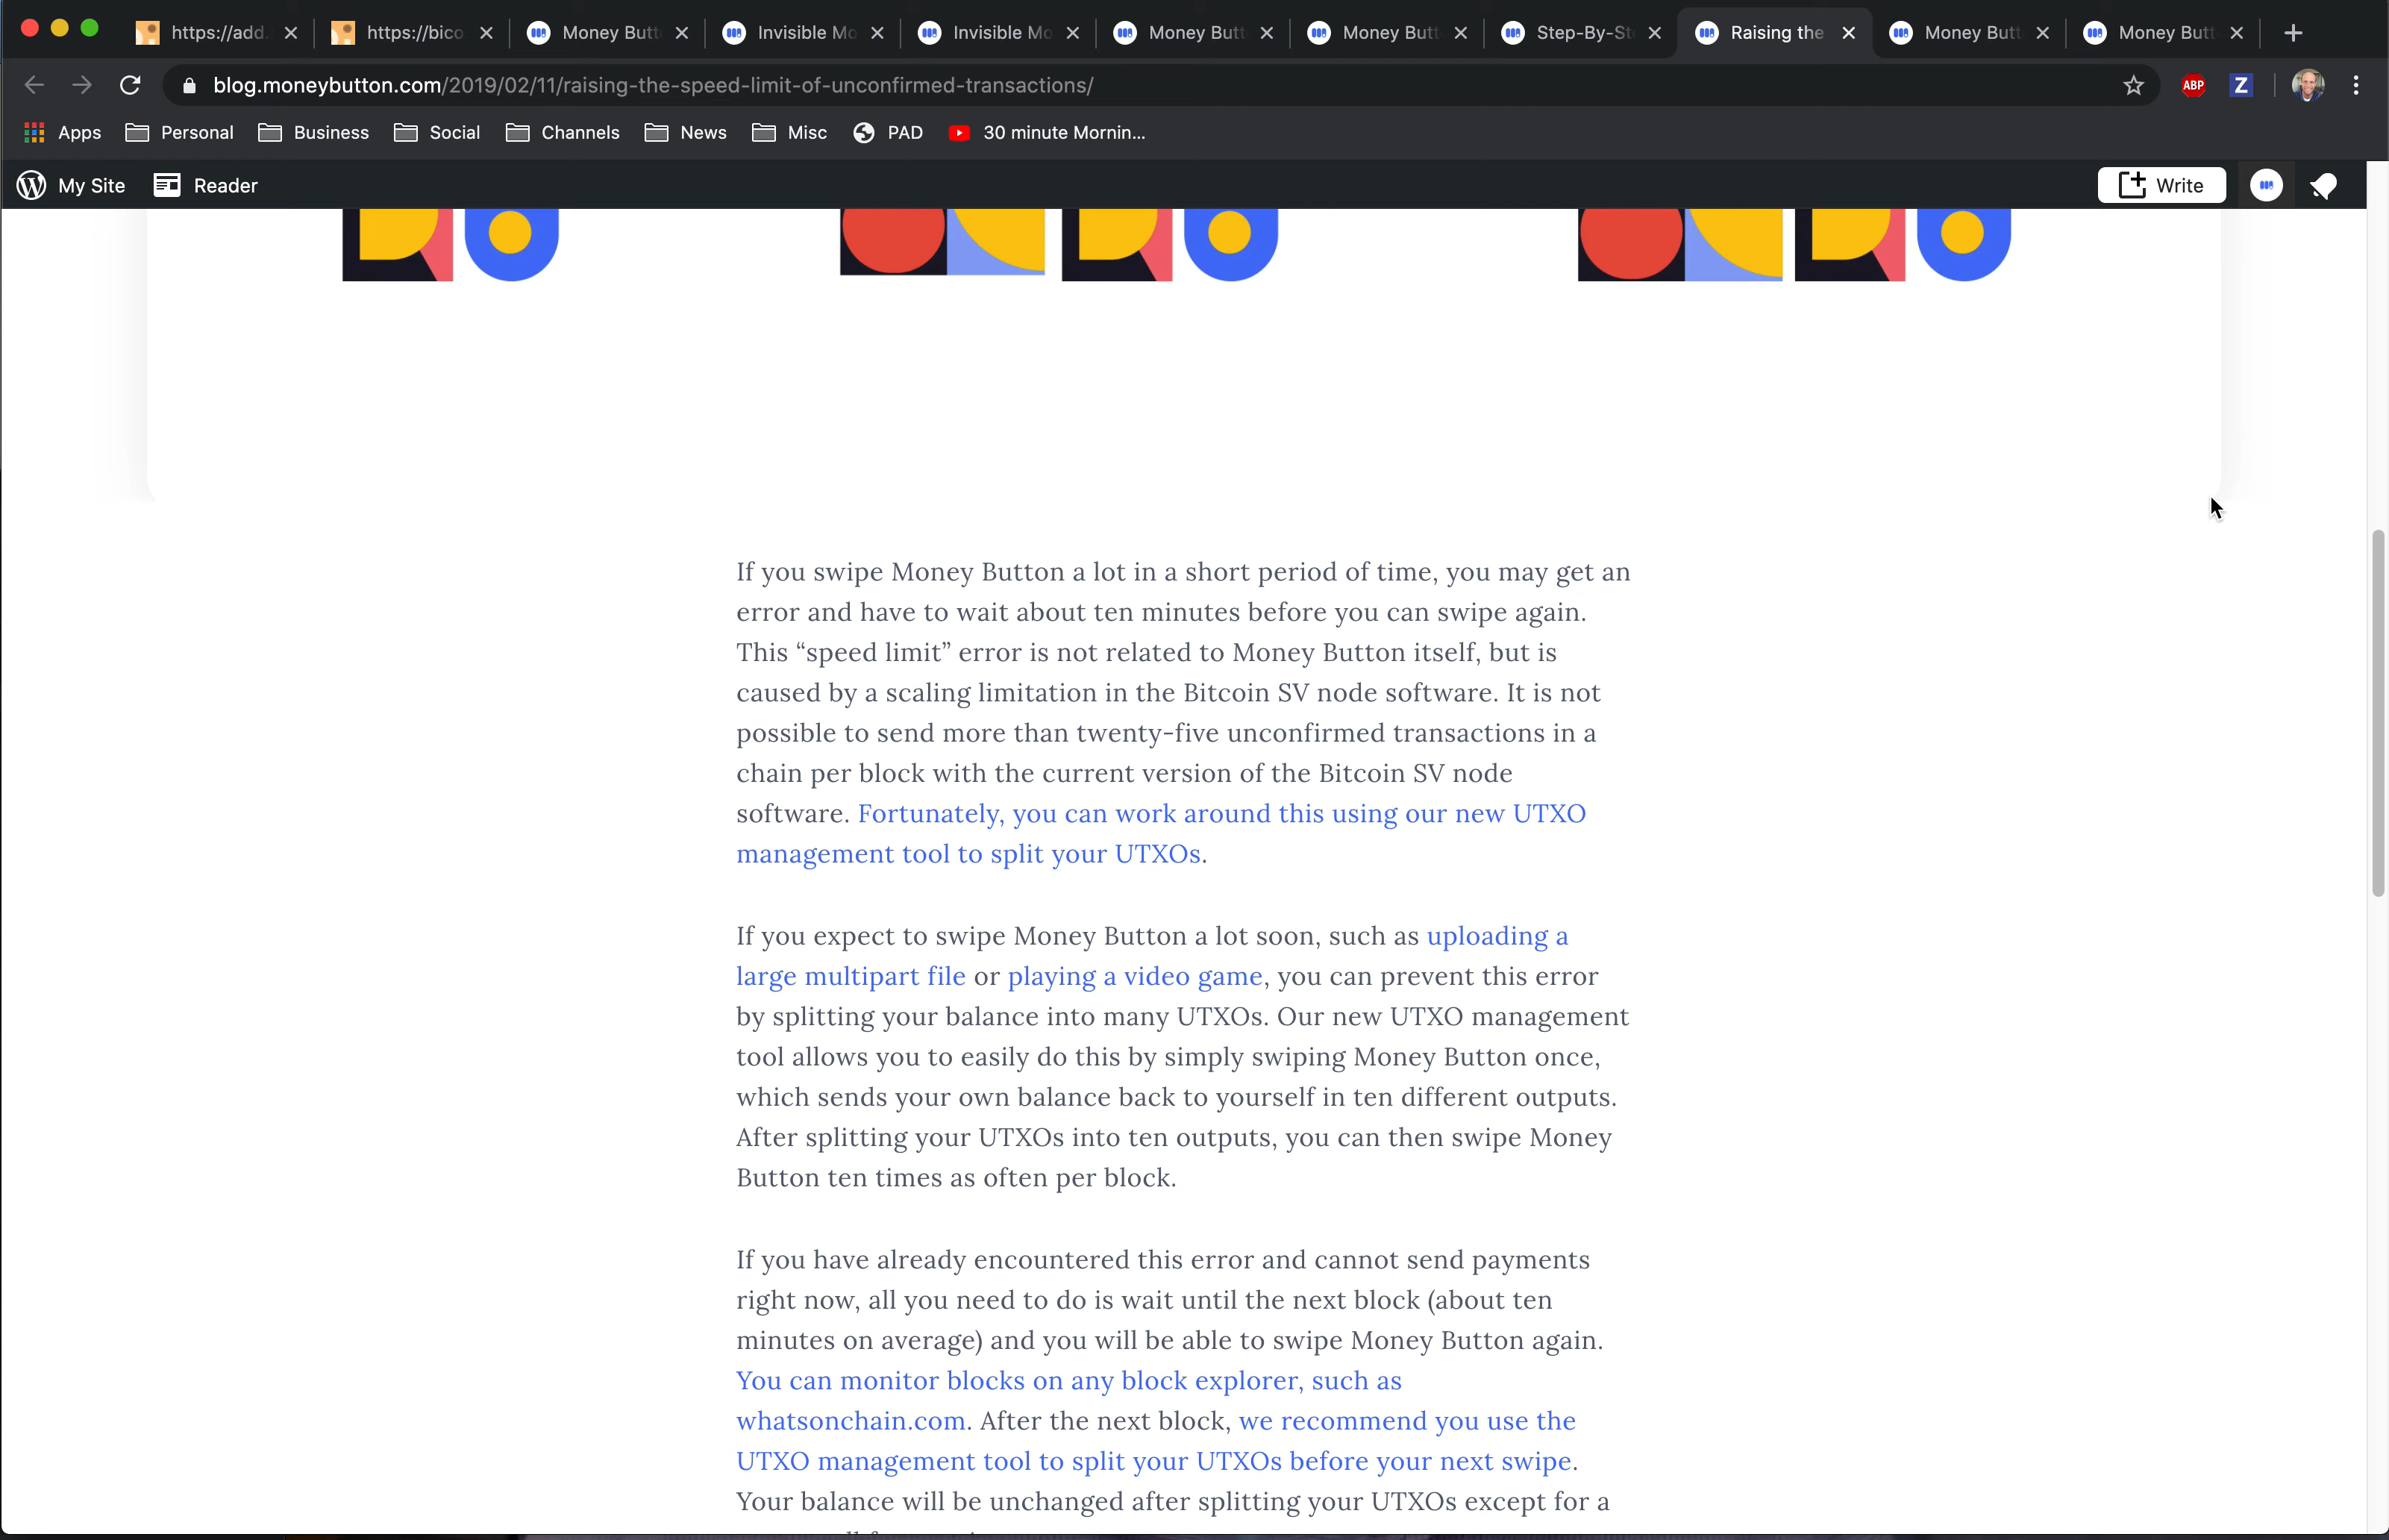 https://add.
https://bico
Money Butt
Invisible Mo
Invisible Mo
Money Butt
Money Butt
Step-By-St
Raising the
Money Butt
Money Butt
blog.moneybutton.com/2019/02/11/raising-the-speed-limit-of-unconfirmed-transactions/
ABP
Z
Apps
Personal
Business
Social
Channels
News
Misc
PAD
30 minute Mornin...
My Site
Reader
Write
If you swipe Money Button a lot in a short period of time, you may get an
error and have to wait about ten minutes before you can swipe again.
This “speed limit” error is not related to Money Button itself, but is
caused by a scaling limitation in the Bitcoin SV node software. It is not
possible to send more than twenty-five unconfirmed transactions in a
chain per block with the current version of the Bitcoin SV node
software. Fortunately, you can work around this using our new UTXO
management tool to split your UTXOs.
If you expect to swipe Money Button a lot soon, such as uploading a
large multipart file or playing a video game, you can prevent this error
by splitting your balance into many UTXOs. Our new UTXO management
tool allows you to easily do this by simply swiping Money Button once,
which sends your own balance back to yourself in ten different outputs.
After splitting your UTXOs into ten outputs, you can then swipe Money
Button ten times as often per block.
If you have already encountered this error and cannot send payments
right now, all you need to do is wait until the next block (about ten
minutes on average) and you will be able to swipe Money Button again.
You can monitor blocks on any block explorer, such as
whatsonchain.com. After the next block, we recommend you use the
UTXO management tool to split your UTXOs before your next swipe.
Your balance will be unchanged after splitting your UTXOs except for a